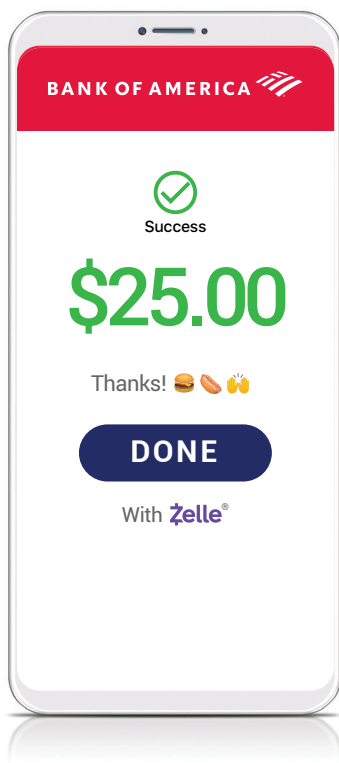 BANK OF AMERICA
Success
$25.00
Thanks! 🍔 🌭 🙌
DONE
With Zelle®